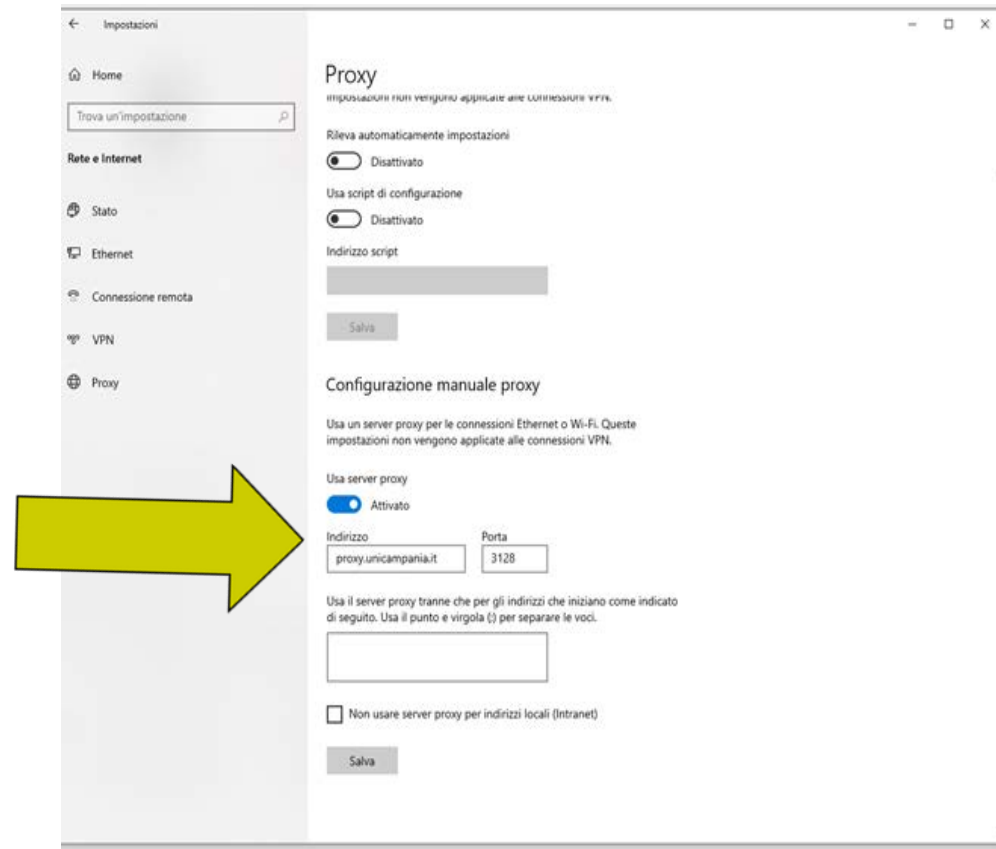 Impostazioni
Home
Trova un'impostazione
Rete e Internet
Stato
Ethernet
Connessione remota
VPN
Proxy
Proxy
impostazioni non vengono applicate alle connessioni VPN.
Rileva automaticamente impostazioni
Disattivato
Usa script di configurazione
Disattivato
Indirizzo script
Salva
Configurazione manuale proxy
Usa un server proxy per le connessioni Ethernet o Wi-Fi. Queste
impostazioni non vengono applicate alle connessioni VPN.
Usa server proxy
Attivato
Indirizzo Porta
proxy.unicampania.it 3128
Usa il server proxy tranne che per gli indirizzi che iniziano come indicato
di seguito. Usa il punto e virgola (;) per separare le voci.
Non usare server proxy per indirizzi locali (Intranet)
Salva